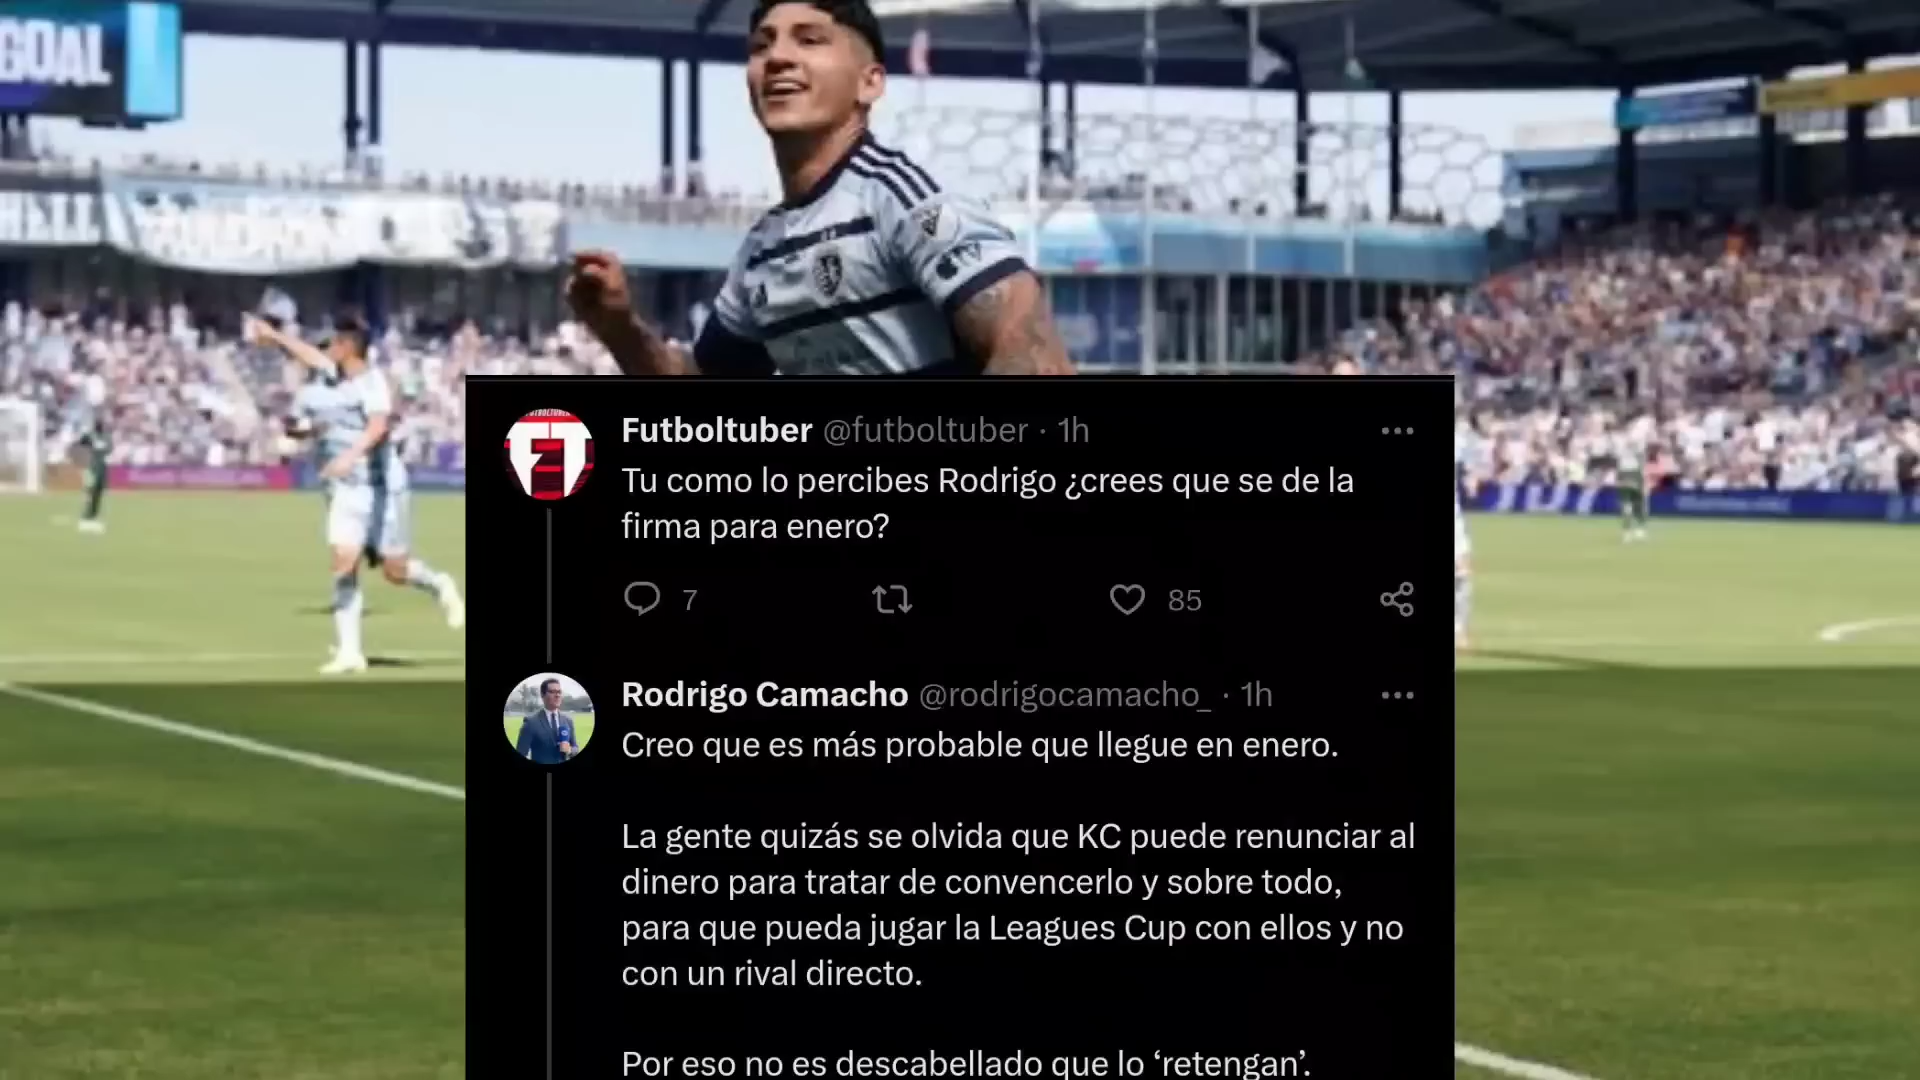 GOAL
Futboltuber @futboltuber · 1h
Tu como lo percibes Rodrigo ¿crees que se de la
firma para enero?
7
85
Rodrigo Camacho @rodrigocamacho_ · 1h
Creo que es más probable que llegue en enero.
La gente quizás se olvida que KC puede renunciar al
dinero para tratar de convencerlo y sobre todo,
para que pueda jugar la Leagues Cup con ellos y no
con un rival directo.
Por eso no es descabellado que lo ‘retengan’.